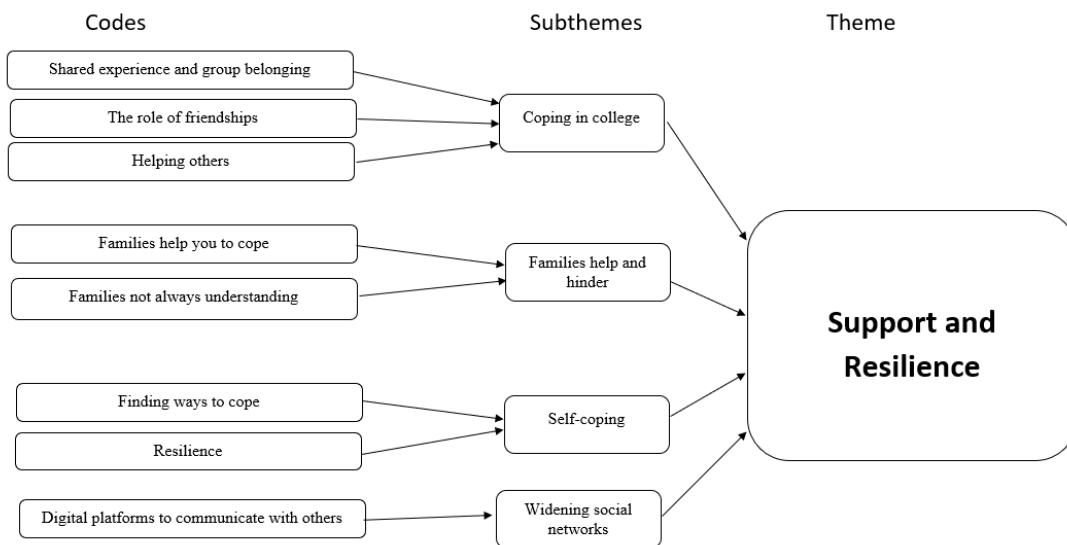 Codes
Subthemes
Theme
Shared experience and group belonging
The role of friendships
Helping others
Coping in college
Families help you to cope
Families not always understanding
Families help and
hinder
Finding ways to cope
Resilience
Self-coping
Digital platforms to communicate with others
Widening social
networks
Support and
Resilience